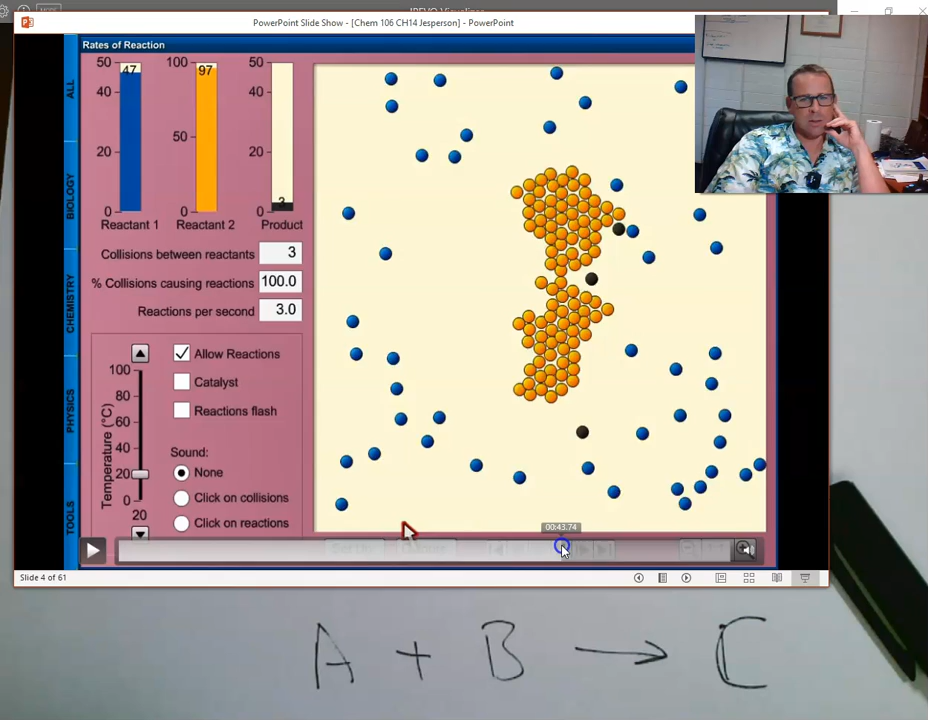 MODE
IPEVO Visualizer
PowerPoint Slide Show - [Chem 106 CH14 Jesperson] - PowerPoint
Rates of Reaction
ALL
BIOLOGY
CHEMISTRY
PHYSICS
TOOLS
50
47
40
20
0
Reactant 1
100
97
50
0
Reactant 2
50
40
20
3
0
Product
Collisions between reactants 3
% Collisions causing reactions 100.0
Reactions per second 3.0
Temperature (°C)
100
80
60
40
20
0
20
Allow Reactions
Catalyst
Reactions flash
Sound:
None
Click on collisions
Click on reactions
00:43.74
Slide 4 of 61
A + B → C